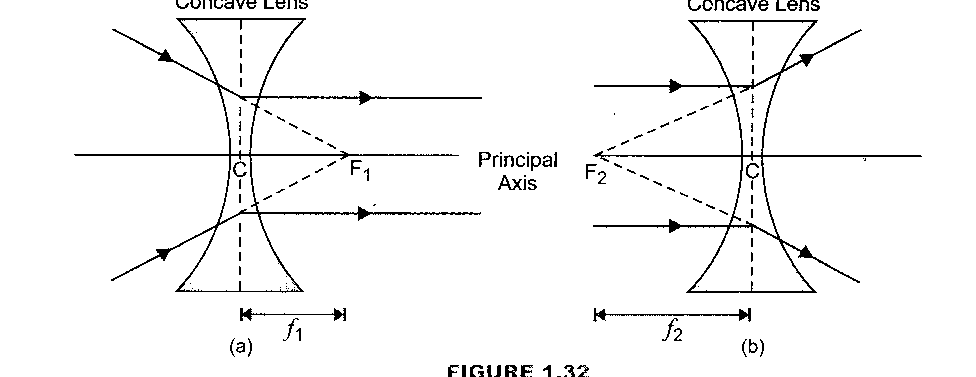 Concave Lens
Concave Lens
C
F1
Principal
Axis
F2
C
f1
f2
(a)
(b)
FIGURE 1.32